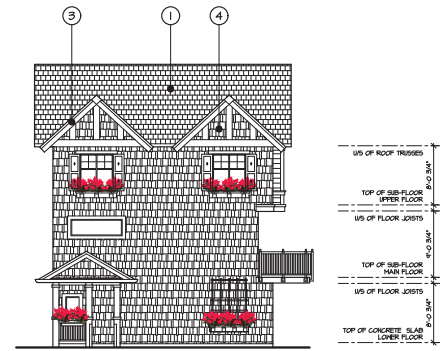 3
1
4
U/S OF ROOF TRUSSES
8'-0 3/4"
TOP OF SUB-FLOOR
UPPER FLOOR
U/S OF FLOOR JOISTS
9'-0 3/4"
TOP OF SUB-FLOOR
MAIN FLOOR
U/S OF FLOOR JOISTS
8'-0 3/4"
TOP OF CONCRETE SLAB
LOWER FLOOR